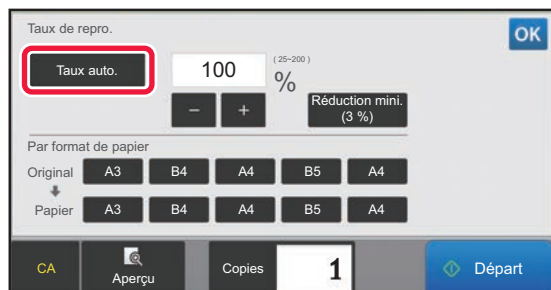 Taux de repro.
OK
Taux auto.
100
(25~200)
%
-
+
Réduction mini.
(3 %)
Par format de papier
Original A3 B4 A4 B5 A4
Papier A3 B4 A4 B5 A4
CA
Aperçu
Copies
1
Départ